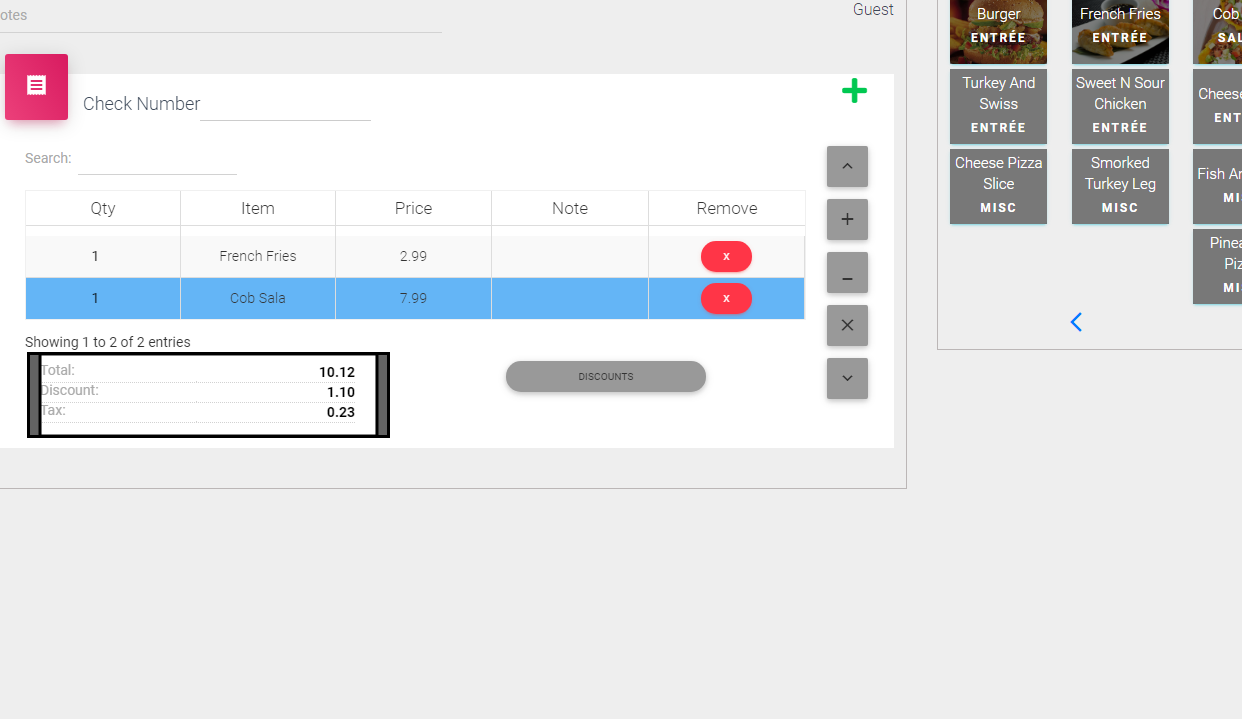 otes
Guest
Check Number
Search:
Qty Item Price Note Remove
1 French Fries 2.99 x
1 Cob Sala 7.99 x
Showing 1 to 2 of 2 entries
Total: 10.12
Discount: 1.10
Tax: 0.23
DISCOUNTS
Burger
ENTRÉE
French Fries
ENTRÉE
Cob
SAL
Turkey And
Swiss
ENTRÉE
Sweet N Sour
Chicken
ENTRÉE
Cheese
ENT
Cheese Pizza
Slice
MISC
Smorked
Turkey Leg
MISC
Fish Ar
MI
Pinea
Piz
MI